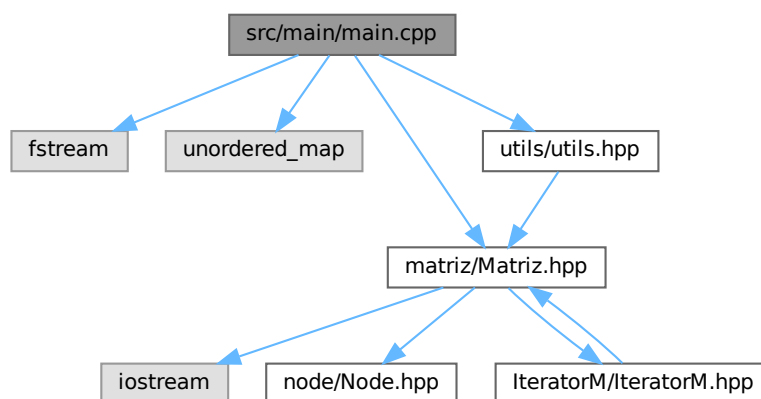 src/main/main.cpp
fstream
unordered_map
utils/utils.hpp
matriz/Matriz.hpp
iostream
node/Node.hpp
IteratorM/IteratorM.hpp